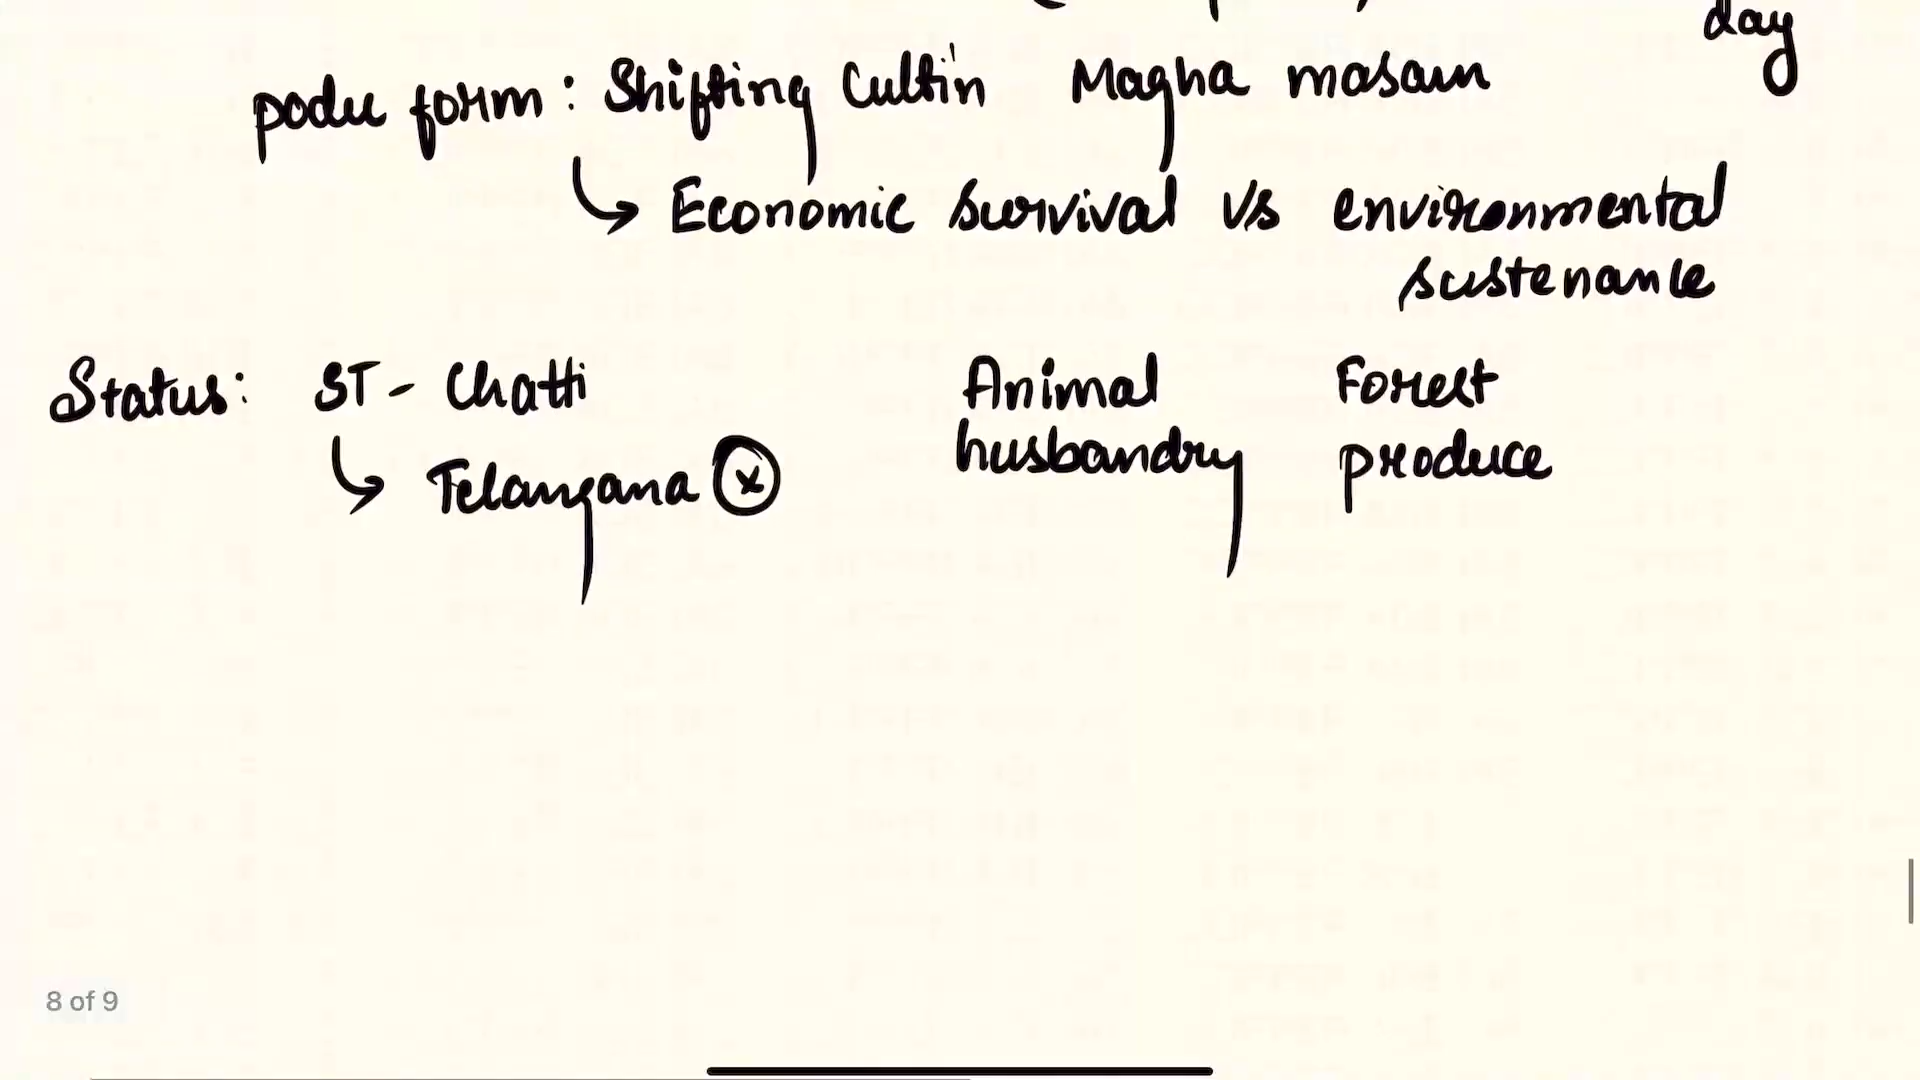 day
podu form : Shifting Cultin Magha masam
Economic survival vs environmental
sustenance
Status: ST - Chatti
Telangana ⓧ
Animal
husbandry
Forest
produce
8 of 9